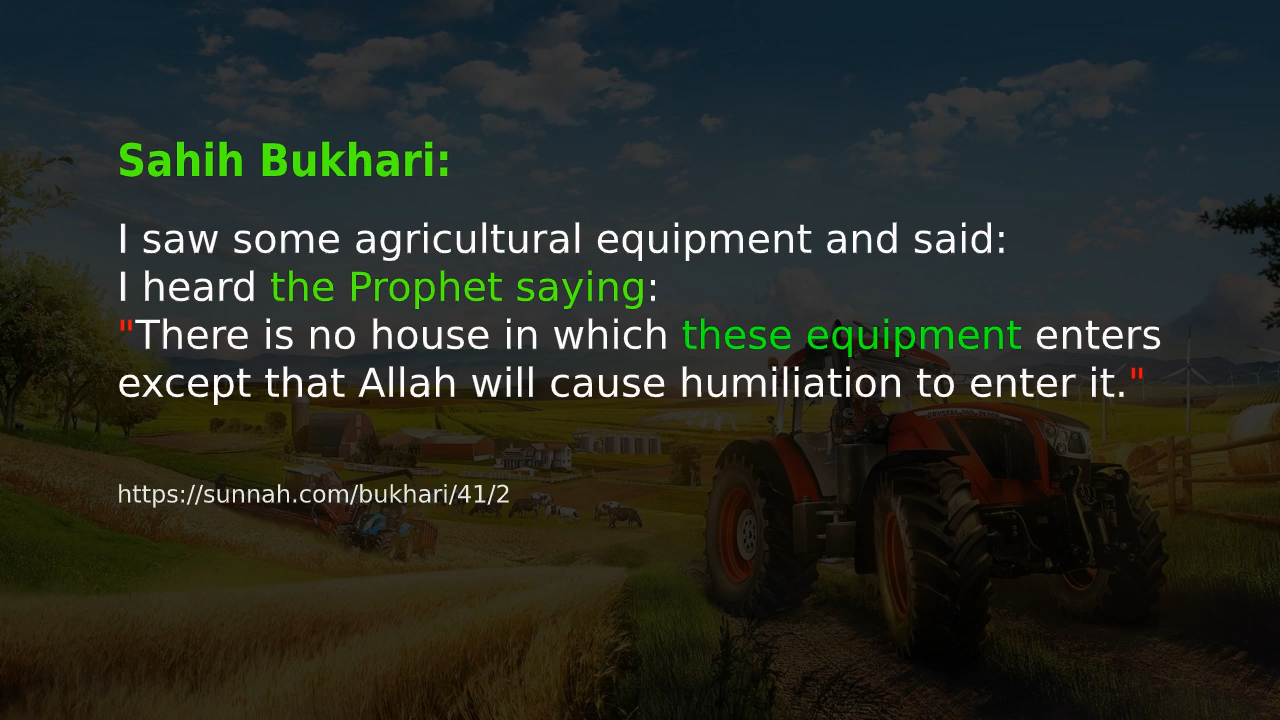 Sahih Bukhari:
I saw some agricultural equipment and said:
I heard the Prophet saying:
"There is no house in which these equipment enters
except that Allah will cause humiliation to enter it."
https://sunnah.com/bukhari/41/2